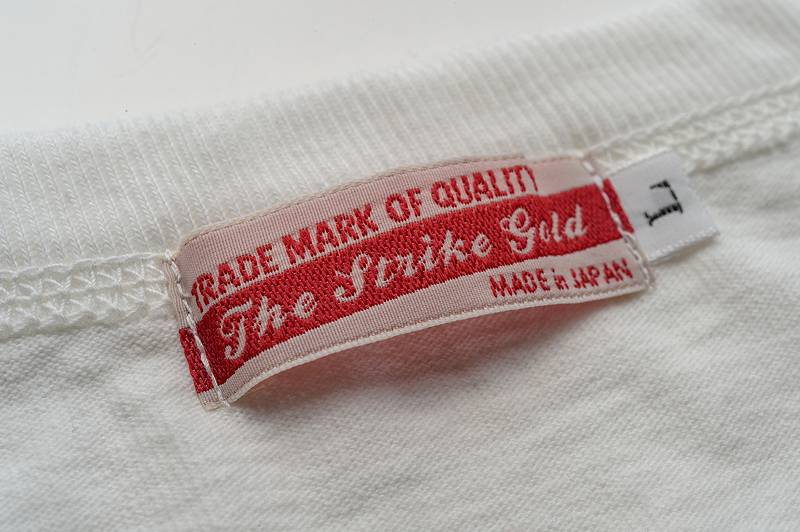 TRADE MARK OF QUALITY
The Strike Gold
MADE in JAPAN
L